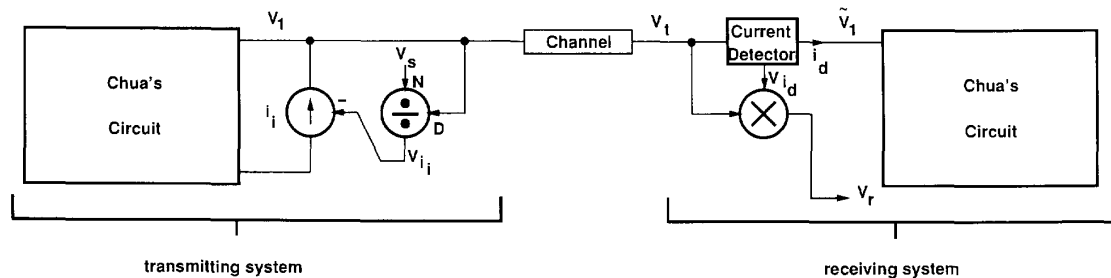 V1
Vt
Ṽ1
Channel
Current
Detector
id
Vs
N
Chua's
Circuit
ii
-
÷
D
Vii
Vid
×
Vr
Chua's
Circuit
transmitting system
receiving system